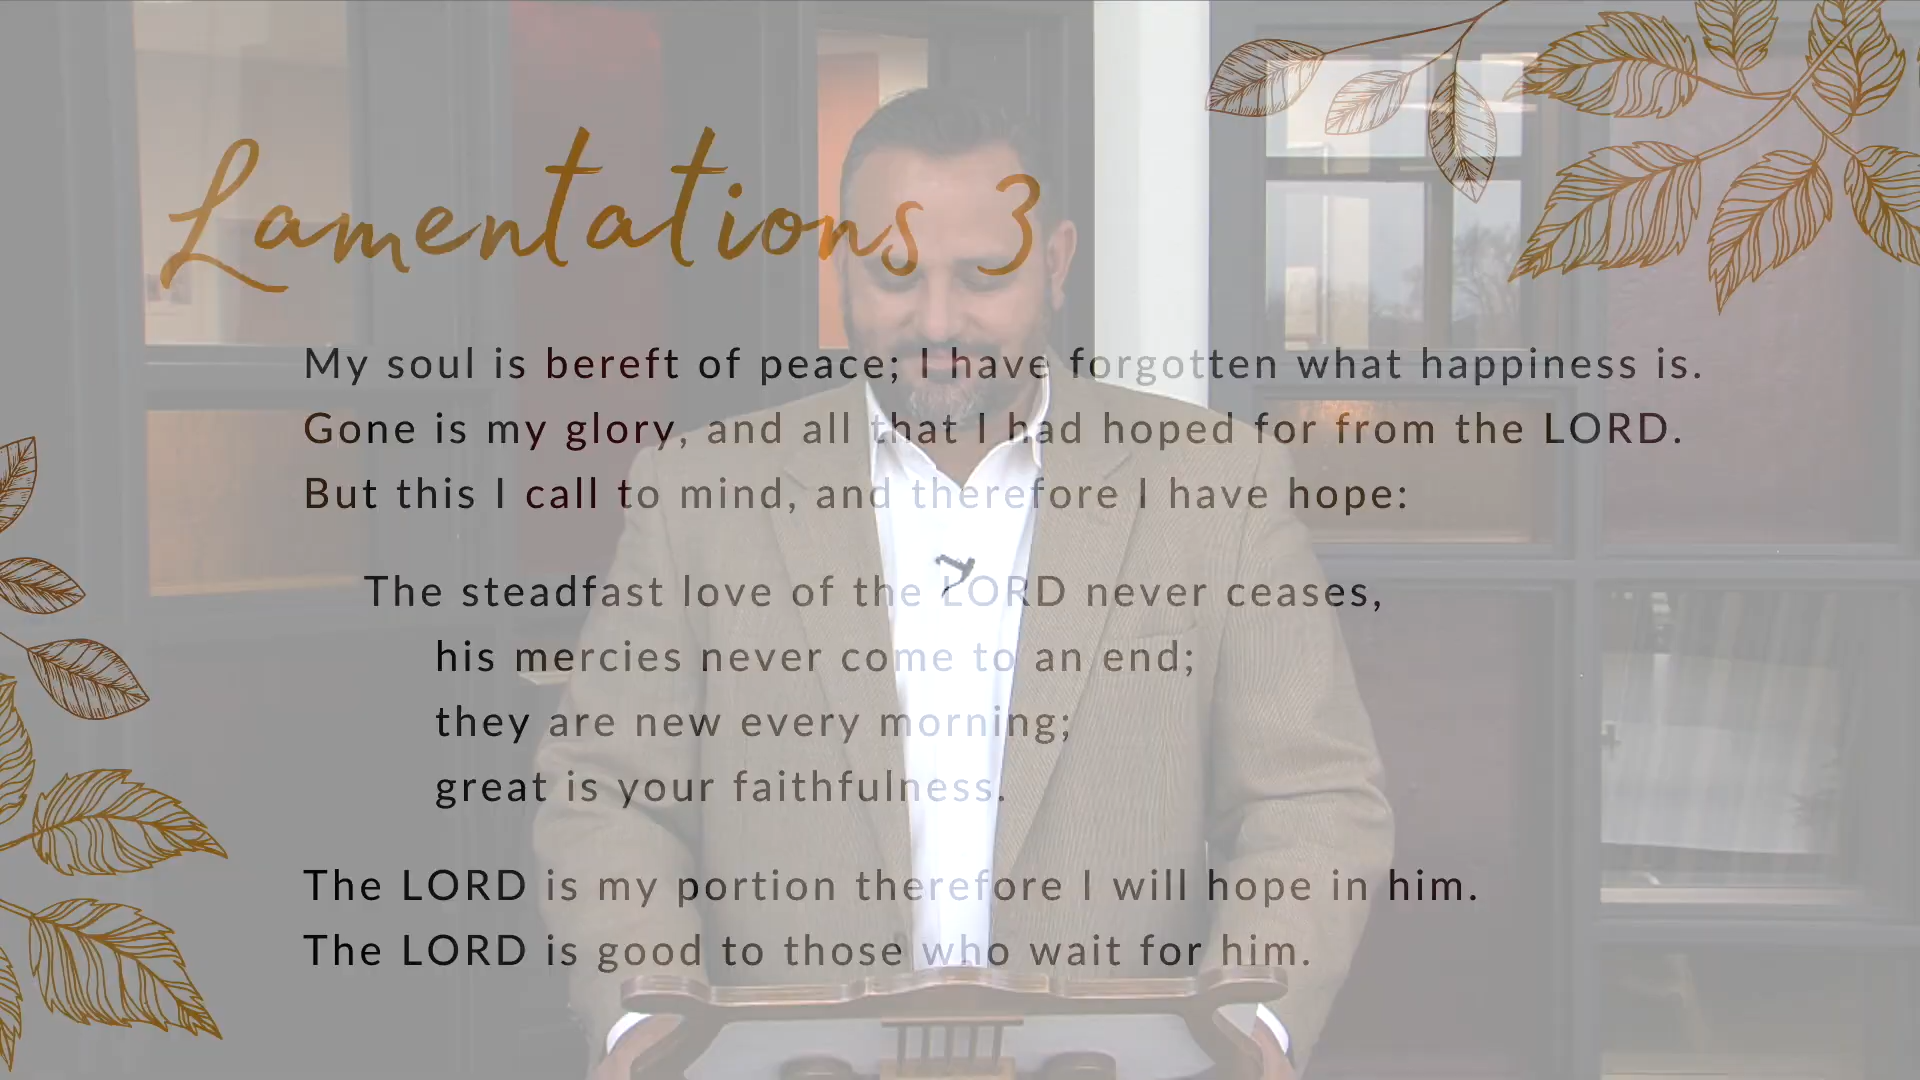 Lamentations 3
My soul is bereft of peace; I have forgotten what happiness is.
Gone is my glory, and all that I had hoped for from the LORD.
But this I call to mind, and therefore I have hope:
The steadfast love of the LORD never ceases,
his mercies never come to an end;
they are new every morning;
great is your faithfulness.
The LORD is my portion therefore I will hope in him.
The LORD is good to those who wait for him.